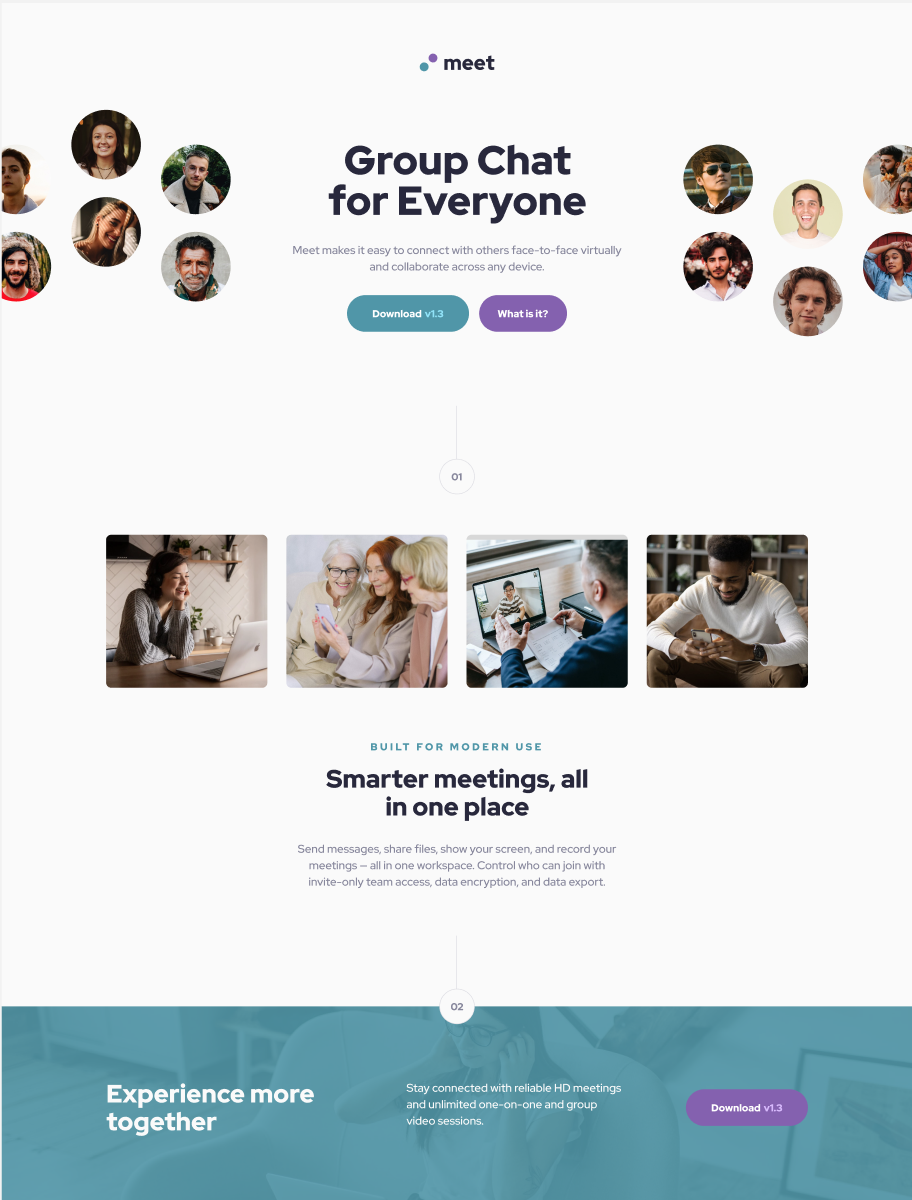 meet
Group Chat
for Everyone
Meet makes it easy to connect with others face-to-face virtually
and collaborate across any device.
Download v1.3
What is it?
01
BUILT FOR MODERN USE
Smarter meetings, all
in one place
Send messages, share files, show your screen, and record your
meetings — all in one workspace. Control who can join with
invite-only team access, data encryption, and data export.
02
Experience more
together
Stay connected with reliable HD meetings
and unlimited one-on-one and group
video sessions.
Download v1.3